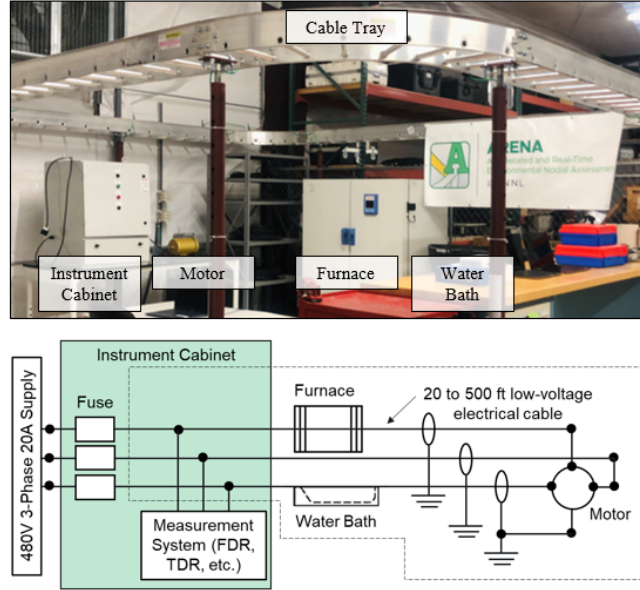 Cable Tray
ARENA
Accelerated and Real-Time
Environmental Nodal Assessment
Instrument
Cabinet
Motor
Furnace
Water
Bath
Instrument Cabinet
480V 3-Phase 20A Supply
Fuse
Furnace
20 to 500 ft low-voltage
electrical cable
Measurement
System (FDR,
TDR, etc.)
Water Bath
Motor